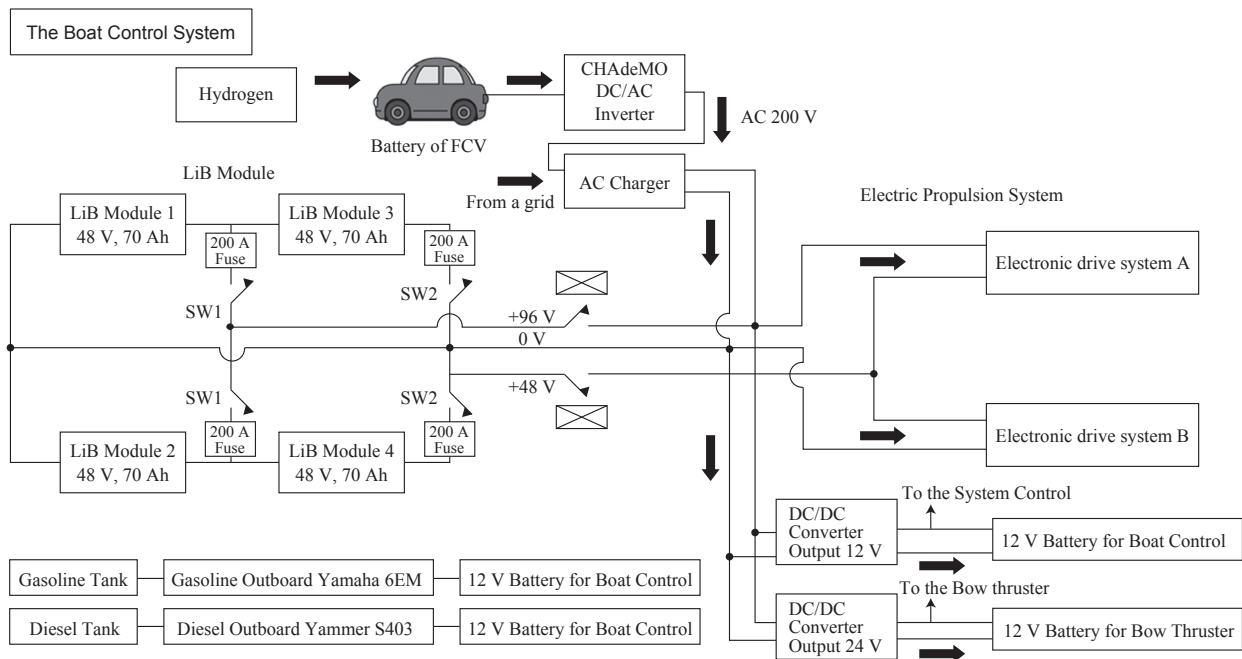 The Boat Control System
Hydrogen
Battery of FCV
CHAdeMO
DC/AC
Inverter
AC 200 V
AC Charger
From a grid
LiB Module
LiB Module 1
48 V, 70 Ah
LiB Module 3
48 V, 70 Ah
200 A
Fuse
200 A
Fuse
SW1
SW2
+96 V
0 V
+48 V
SW1
SW2
200 A
Fuse
200 A
Fuse
LiB Module 2
48 V, 70 Ah
LiB Module 4
48 V, 70 Ah
Electric Propulsion System
Electronic drive system A
Electronic drive system B
To the System Control
DC/DC
Converter
Output 12 V
12 V Battery for Boat Control
To the Bow thruster
DC/DC
Converter
Output 24 V
12 V Battery for Bow Thruster
Gasoline Tank
Gasoline Outboard Yamaha 6EM
12 V Battery for Boat Control
Diesel Tank
Diesel Outboard Yammer S403
12 V Battery for Boat Control